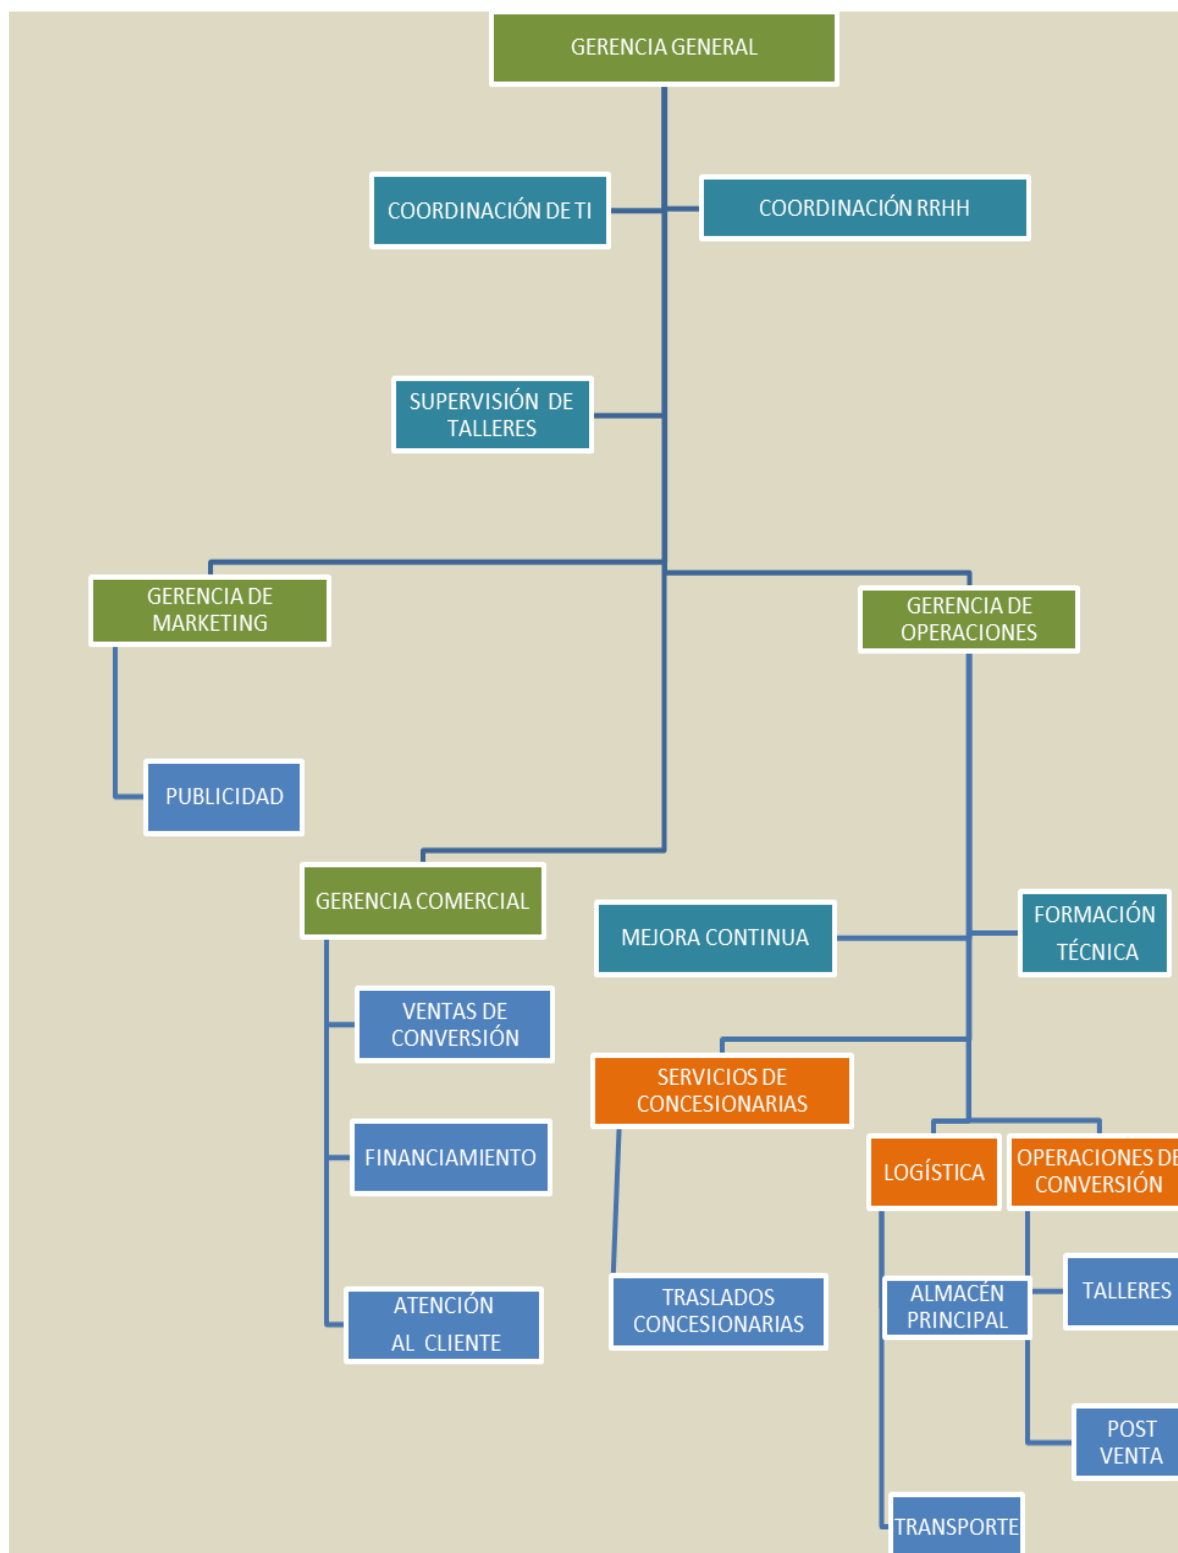 GERENCIA GENERAL
COORDINACIÓN DE TI
COORDINACIÓN RRHH
SUPERVISIÓN DE
TALLERES
GERENCIA DE
MARKETING
GERENCIA DE
OPERACIONES
PUBLICIDAD
GERENCIA COMERCIAL
MEJORA CONTINUA
FORMACIÓN
TÉCNICA
VENTAS DE
CONVERSIÓN
SERVICIOS DE
CONCESIONARIAS
FINANCIAMIENTO
LOGÍSTICA
OPERACIONES DE
CONVERSIÓN
ATENCIÓN
AL CLIENTE
TRASLADOS
CONCESIONARIAS
ALMACÉN
PRINCIPAL
TALLERES
POST
VENTA
TRANSPORTE